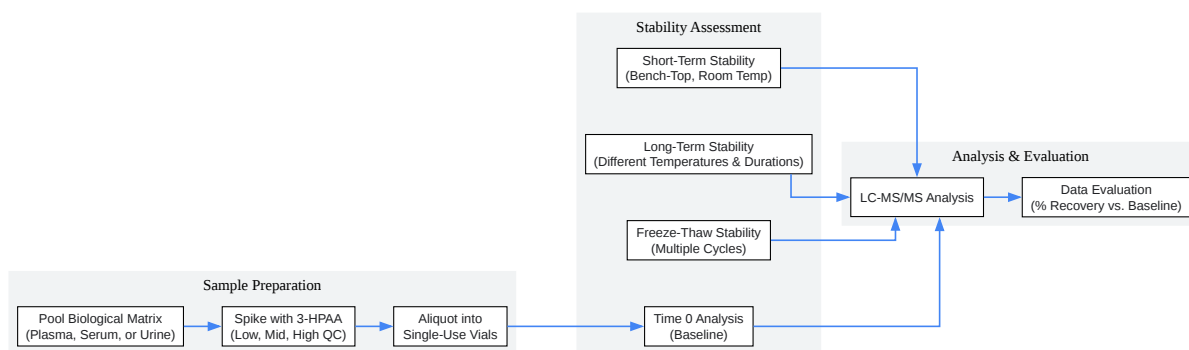 Stability Assessment
Short-Term Stability
(Bench-Top, Room Temp)
Long-Term Stability
(Different Temperatures & Durations)
Freeze-Thaw Stability
(Multiple Cycles)
Time 0 Analysis
(Baseline)
Analysis & Evaluation
LC-MS/MS Analysis
Data Evaluation
(% Recovery vs. Baseline)
Sample Preparation
Pool Biological Matrix
(Plasma, Serum, or Urine)
Spike with 3-HPAA
(Low, Mid, High QC)
Aliquot into
Single-Use Vials